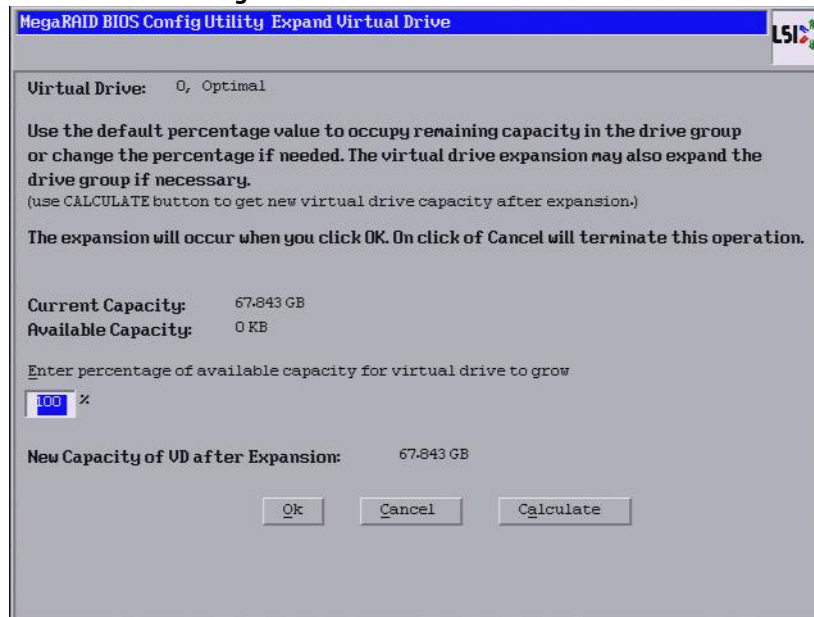 MegaRAID BIOS Config Utility Expand Virtual Drive
LSI
Virtual Drive: 0, Optimal
Use the default percentage value to occupy remaining capacity in the drive group
or change the percentage if needed. The virtual drive expansion may also expand the
drive group if necessary.
(use CALCULATE button to get new virtual drive capacity after expansion.)
The expansion will occur when you click OK. On click of Cancel will terminate this operation.
Current Capacity: 67.843 GB
Available Capacity: 0 KB
Enter percentage of available capacity for virtual drive to grow
100 %
New Capacity of VD after Expansion: 67.843 GB
Ok Cancel Calculate